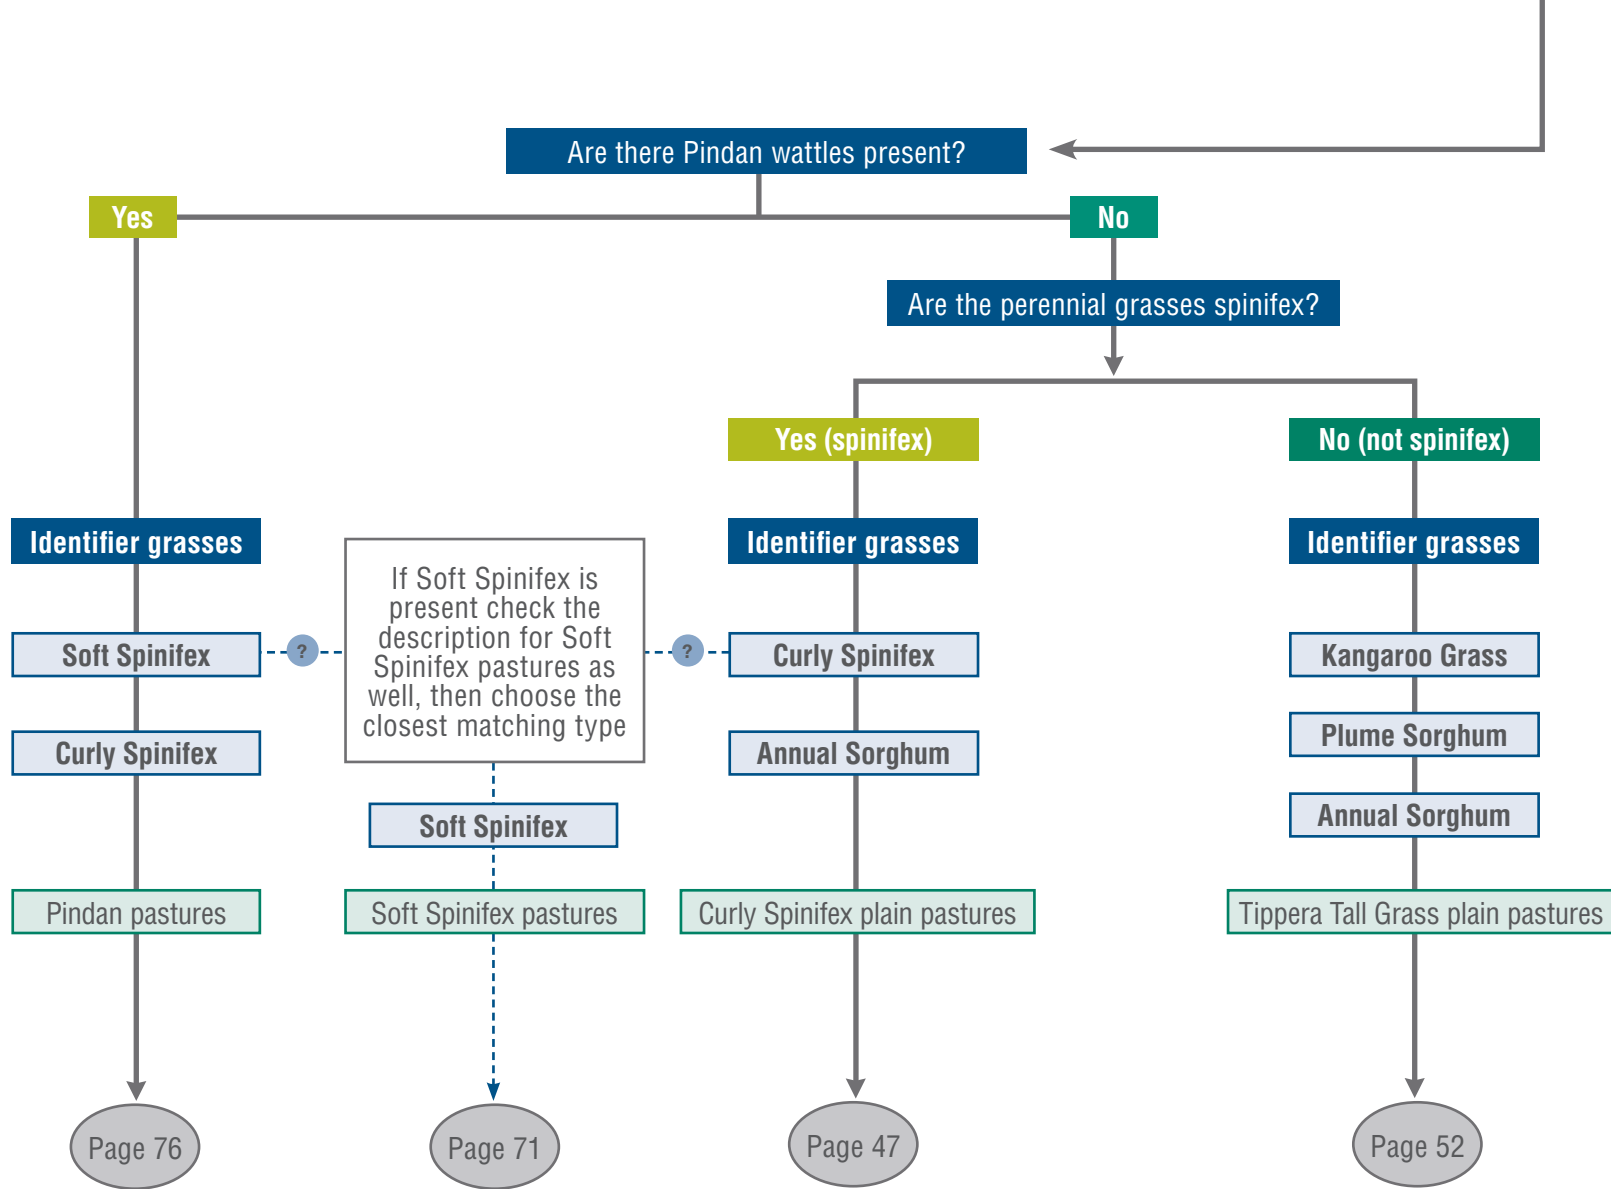 Are there Pindan wattles present?
Yes
No
Are the perennial grasses spinifex?
Yes (spinifex)
No (not spinifex)
Identifier grasses
Identifier grasses
Identifier grasses
If Soft Spinifex is
present check the
description for Soft
Spinifex pastures as
well, then choose the
closest matching type
Soft Spinifex
?
?
Curly Spinifex
Kangaroo Grass
Curly Spinifex
Annual Sorghum
Plume Sorghum
Soft Spinifex
Annual Sorghum
Pindan pastures
Soft Spinifex pastures
Curly Spinifex plain pastures
Tippera Tall Grass plain pastures
Page 76
Page 71
Page 47
Page 52